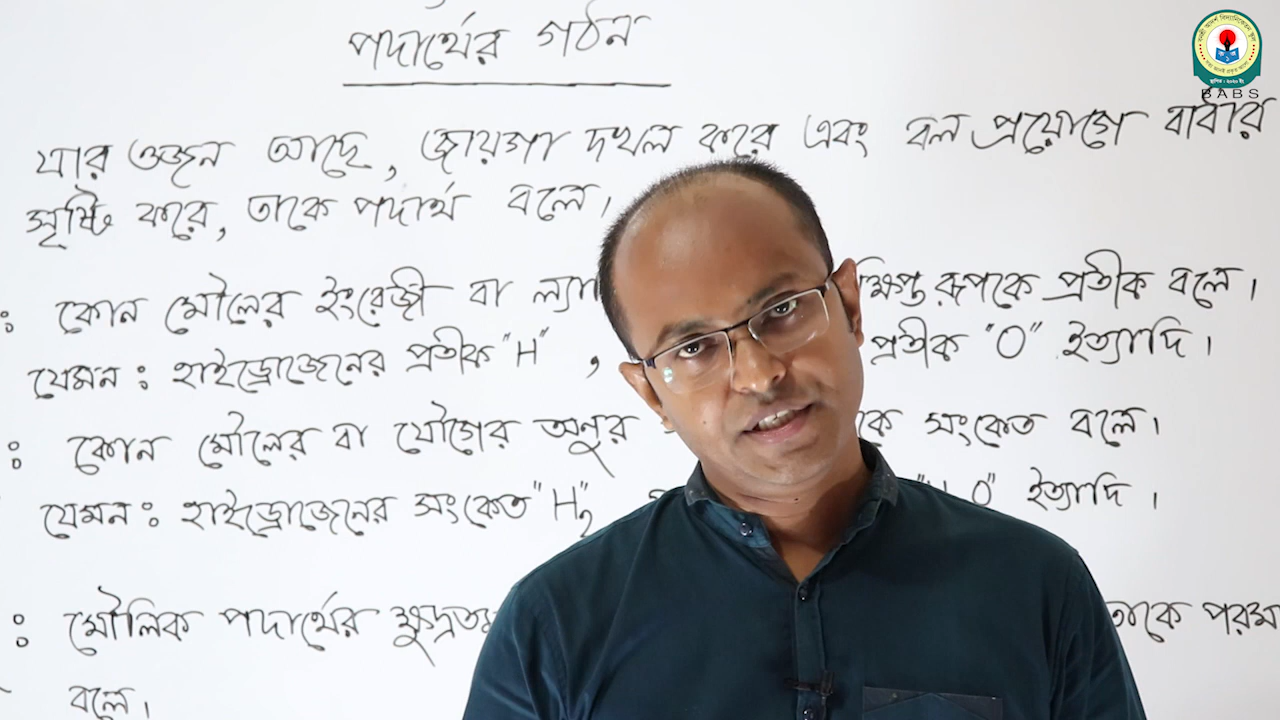 পদার্থের গঠন
BABS
যার ওজন আছে, জায়গা দখল করে এবং বল প্রয়োগে বাধার
সৃষ্টি করে, তাকে পদার্থ বলে।
: কোন মৌলের ইংরেজী বা ল্যা ক্ষিপ্ত রূপকে প্রতীক বলে।
যেমন : হাইড্রোজেনের প্রতীক "H" , প্রতীক "O" ইত্যাদি।
: কোন মৌলের বা যৌগের অনুর কে সংকেত বলে।
যেমন : হাইড্রোজেনের সংকেত "H₂ O" ইত্যাদি।
: মৌলিক পদার্থের ক্ষুদ্রতম তাকে পরমা
বলে।